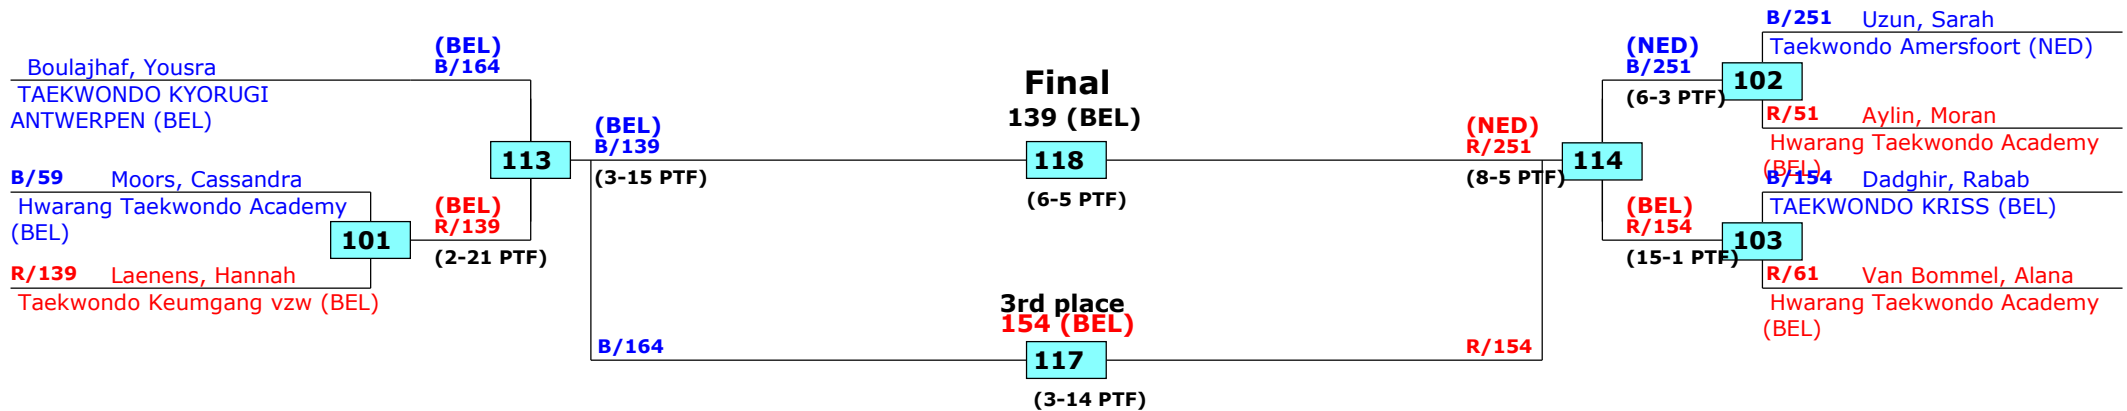 Boulajhaf, Yousra
TAEKWONDO KYORUGI
ANTWERPEN (BEL)
(BEL)
B/164
B/59 Moors, Cassandra
Hwarang Taekwondo Academy
(BEL)
R/139 Laenens, Hannah
Taekwondo Keumgang vzw (BEL)
101
(BEL)
R/139
(2-21 PTF)
113
(BEL)
B/139
(3-15 PTF)
B/164
Final
139 (BEL)
118
(6-5 PTF)
3rd place
154 (BEL)
117
(3-14 PTF)
(NED)
R/251
(8-5 PTF)
R/154
114
(NED)
B/251
(6-3 PTF)
102
(BEL)
R/154
(15-1 PTF)
103
B/251 Uzun, Sarah
Taekwondo Amersfoort (NED)
R/51 Aylin, Moran
Hwarang Taekwondo Academy
(BEL)
B/154 Dadghir, Rabab
TAEKWONDO KRISS (BEL)
R/61 Van Bommel, Alana
Hwarang Taekwondo Academy
(BEL)